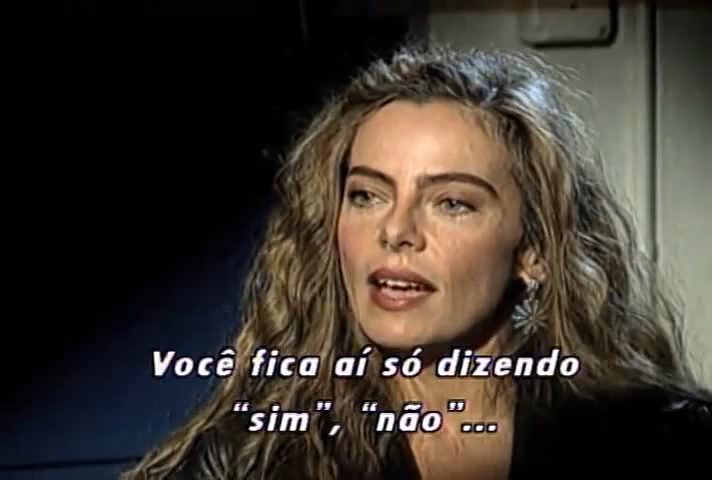 Você fica aí só dizendo
“sim”, “não”...